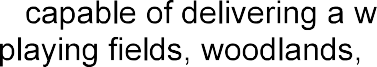 capable of delivering a w
playing fields, woodlands,